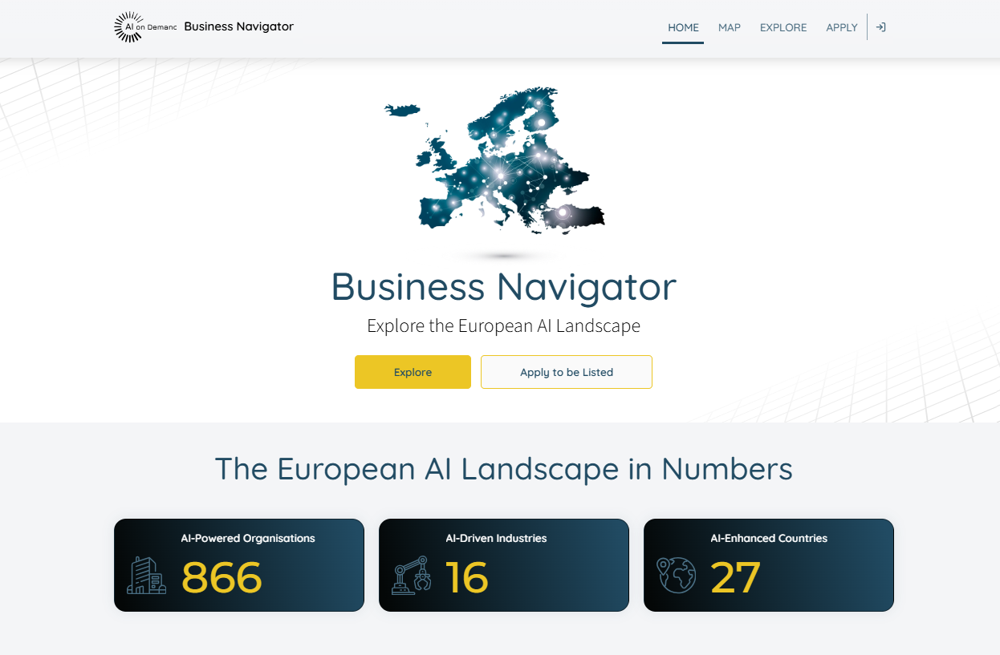 AI on Demand Business Navigator
HOME MAP EXPLORE APPLY
Business Navigator
Explore the European AI Landscape
Explore
Apply to be Listed
The European AI Landscape in Numbers
AI-Powered Organisations
866
AI-Driven Industries
16
AI-Enhanced Countries
27